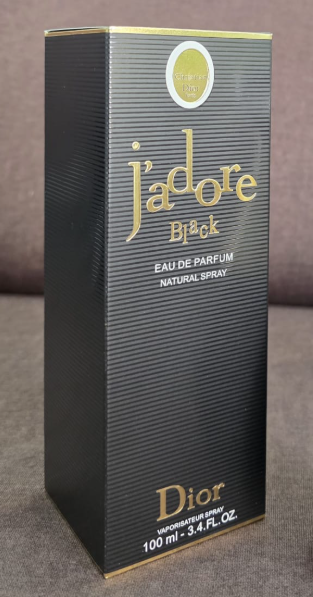 j'adore
Black
EAU DE PARFUM
NATURAL SPRAY
Dior
VAPORISATEUR SPRAY
100 ml - 3.4.FL.OZ.